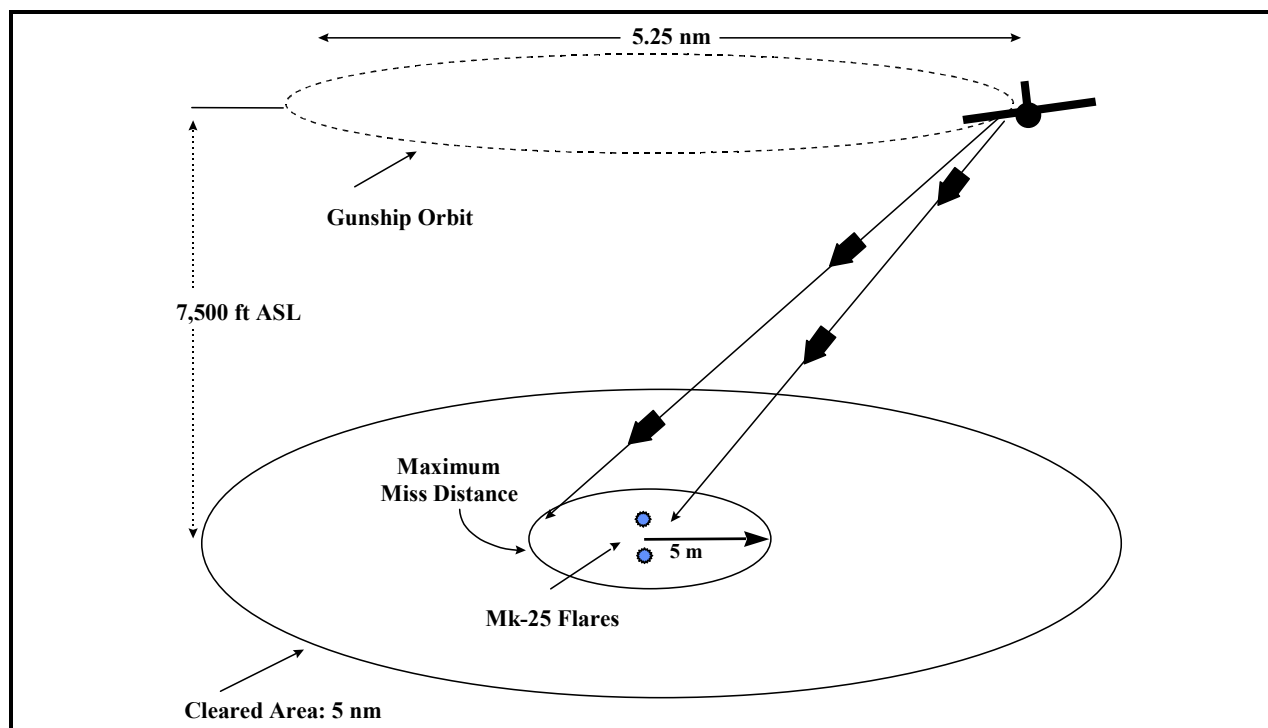 5.25 nm
Gunship Orbit
7,500 ft ASL
Maximum
Miss Distance
5 m
Mk-25 Flares
Cleared Area: 5 nm